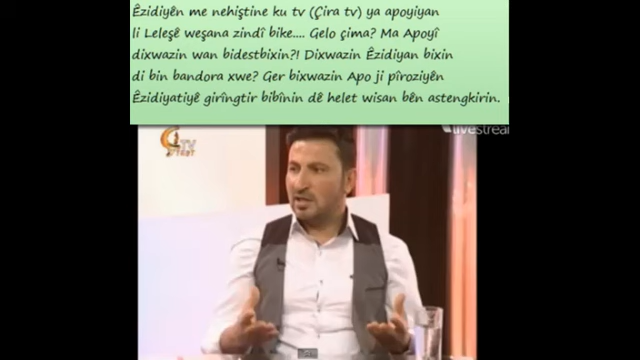 Êzidiyên me nehiştine ku tv (Çira tv) ya apoyiyan
li Leleşê weşana zindî bike.... Gelo çima? Ma Apoyî
dixwazin wan bidestbixin?! Dixwazin Êzidiyan bixin
di bin bandora xwe? Ger bixwazin Apo ji pîroziyên
Êzidiyatiyê girîngtir bibînin dê helet wisan bên astengkirin.
livestream
TV